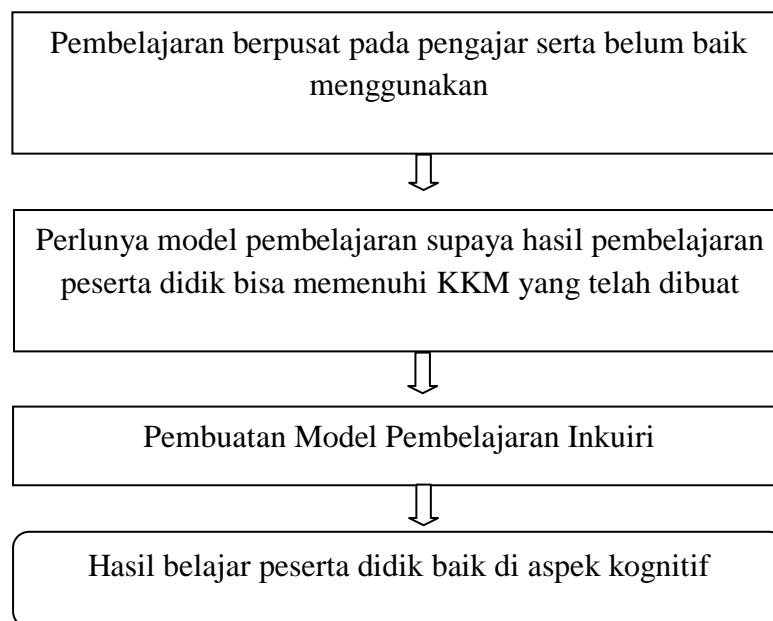 Pembelajaran berpusat pada pengajar serta belum baik
menggunakan
Perlunya model pembelajaran supaya hasil pembelajaran
peserta didik bisa memenuhi KKM yang telah dibuat
Pembuatan Model Pembelajaran Inkuiri
Hasil belajar peserta didik baik di aspek kognitif